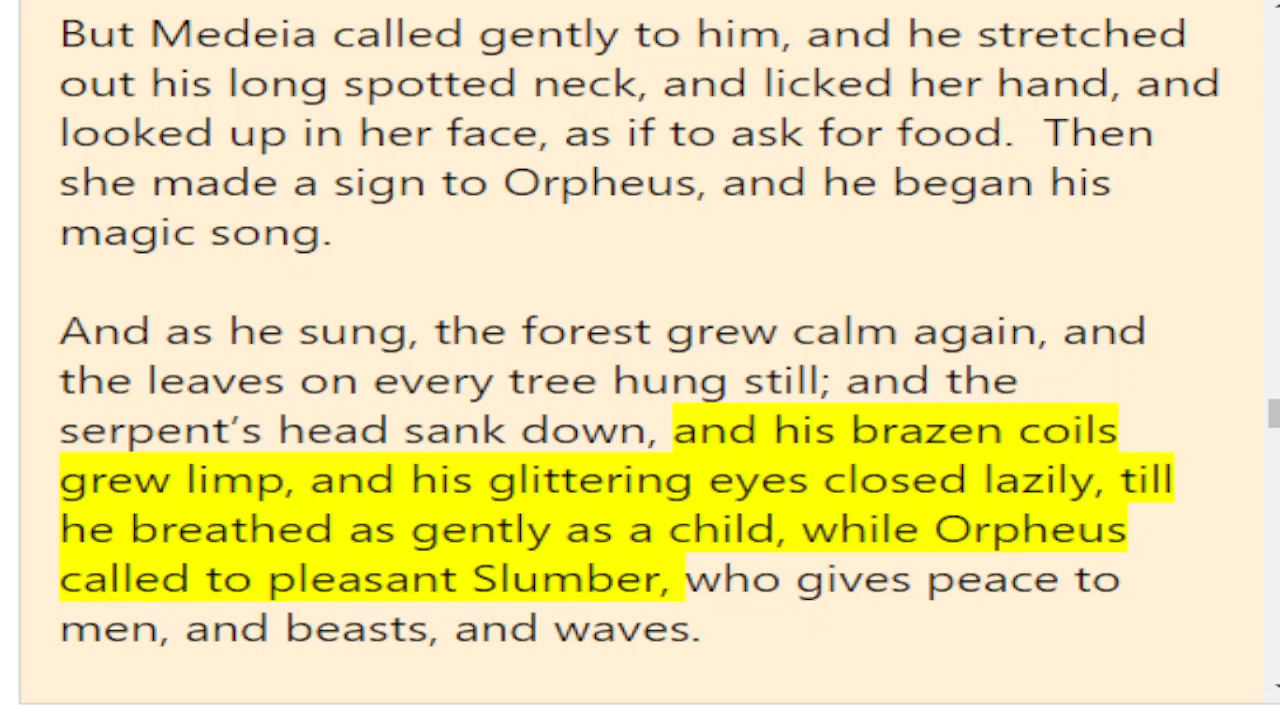 But Medeia called gently to him, and he stretched
out his long spotted neck, and licked her hand, and
looked up in her face, as if to ask for food.  Then
she made a sign to Orpheus, and he began his
magic song.
And as he sung, the forest grew calm again, and
the leaves on every tree hung still; and the
serpent’s head sank down, and his brazen coils
grew limp, and his glittering eyes closed lazily, till
he breathed as gently as a child, while Orpheus
called to pleasant Slumber, who gives peace to
men, and beasts, and waves.